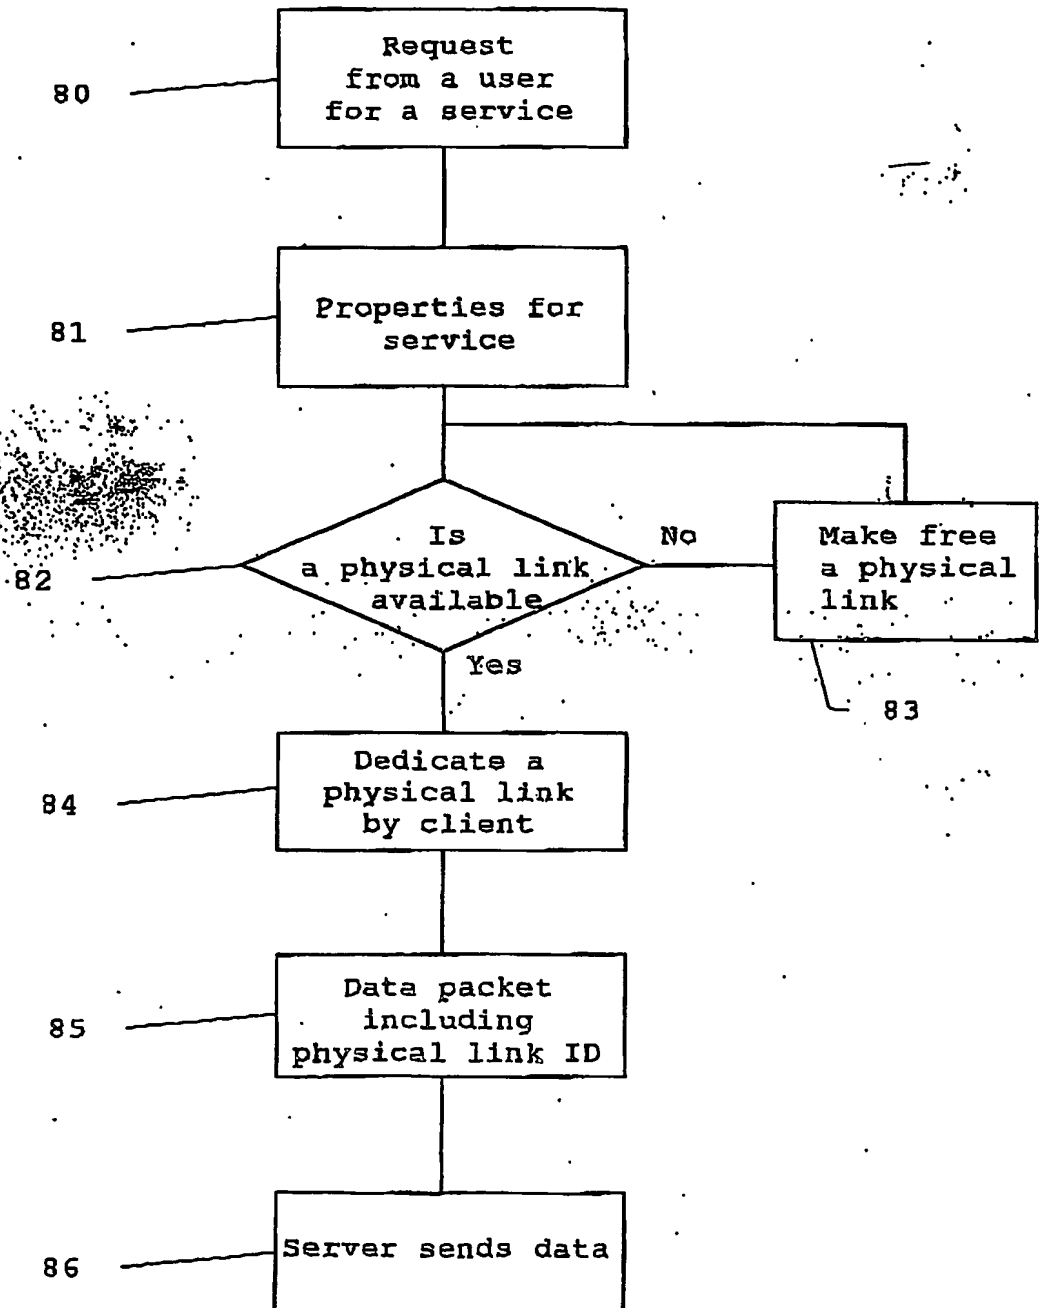 Request
from a user
for a service
80
Properties for
service
81
Is
a physical link
available
82
No
Make free
a physical
link
83
Yes
Dedicate a
physical link
by client
84
Data packet
including
physical link ID
85
Server sends data
86